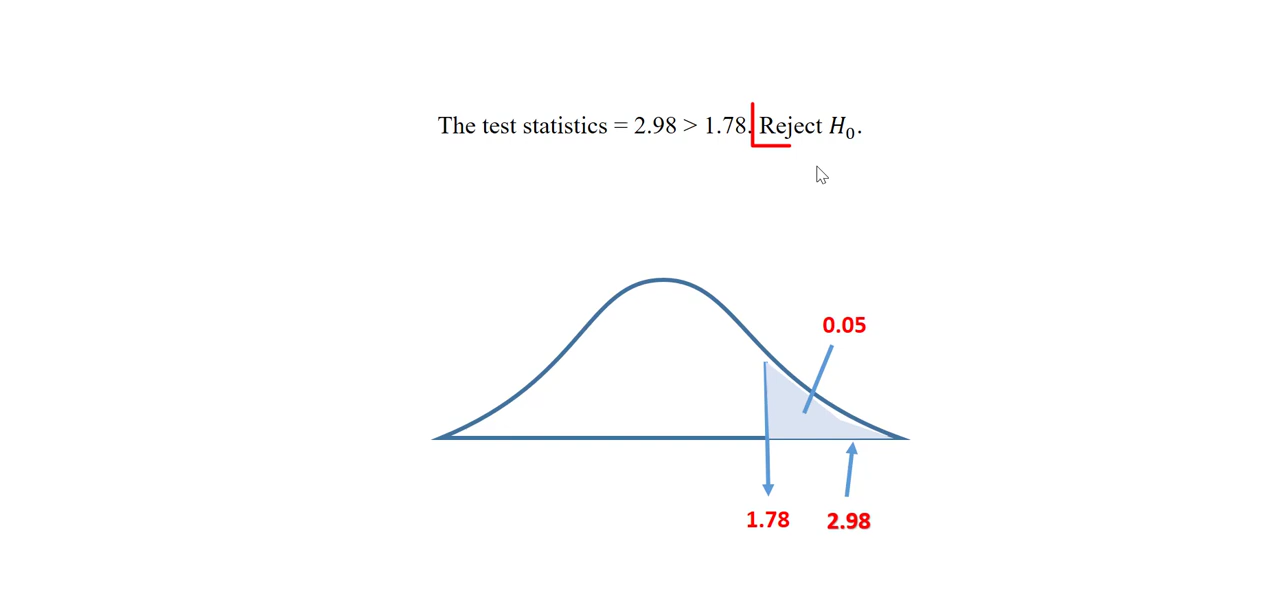 The test statistics = 2.98 > 1.78. Reject H₀.
0.05
1.78
2.98